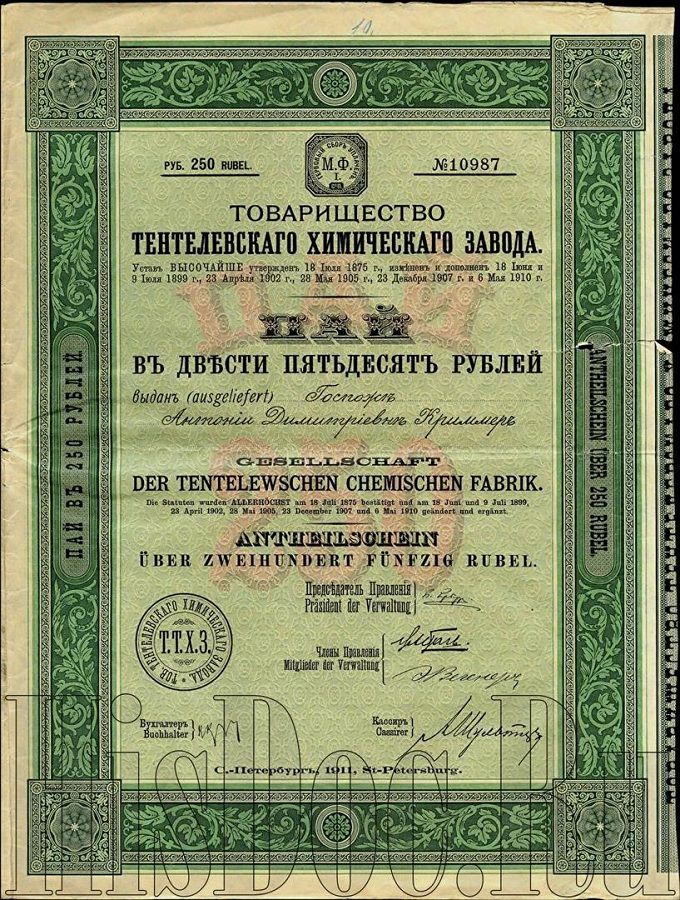 10.
РУБ. 250 RUBEL.
ГЕРБОВЫЙ СБОРЪ УПЛАЧЕНЪ
М.Ф.
I.
№10987
ТОВАРИЩЕСТВО
ТЕНТЕЛЕВСКАГО ХИМИЧЕСКАГО ЗАВОДА.
Уставъ ВЫСОЧАЙШЕ утвержденъ 18 Іюля 1875 г., измѣненъ и дополненъ 18 Іюня и
9 Іюля 1899 г., 23 Апрѣля 1902 г., 28 Мая 1905 г., 23 Декабря 1907 г. и 6 Мая 1910 г.
ПАЙ
250
ПАЙ
ВЪ ДВѢСТИ ПЯТЬДЕСЯТЪ РУБЛЕЙ
выданъ (ausgeliefert) Госпожѣ
Антоніи Димитріевнѣ Криммеръ
GESELLSCHAFT
DER TENTELEWSCHEN CHEMISCHEN FABRIK.
Die Statuten wurden ALLERHÖCHST am 18 Juli 1875 bestätigt und am 18 Juni und 9 Juli 1899,
23 April 1902, 28 Mai 1905, 23 December 1907 und 6 Mai 1910 geändert und ergänzt.
ANTHEILSCHEIN
ÜBER ZWEIHUNDERT FÜNFZIG RUBEL.
Предсѣдатель Правленія
Präsident der Verwaltung
Члены Правленія
Mitglieder der Verwaltung
ТОВ. ТЕНТЕЛЕВСКАГО ХИМИЧЕСКАГО ЗАВОДА.
Т.Т.Х.З.
Бухгалтеръ
Buchhalter
Кассиръ
Cassirer
С.-Петербургъ, 1911, St-Petersburg.
ПАЙ ВЪ 250 РУБЛЕЙ
ANTHEILSCHEIN ÜBER 250 RUBEL
HisDoc.Ru